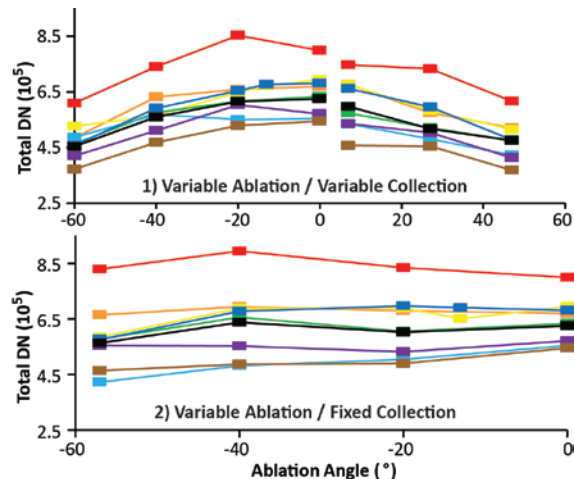 8.5
6.5
4.5
2.5
Total DN (10⁵)
1) Variable Ablation / Variable Collection
-60 -40 -20 0 20 40 60
8.5
6.5
4.5
2.5
Total DN (10⁵)
2) Variable Ablation / Fixed Collection
-60 -40 -20 0
Ablation Angle (°)